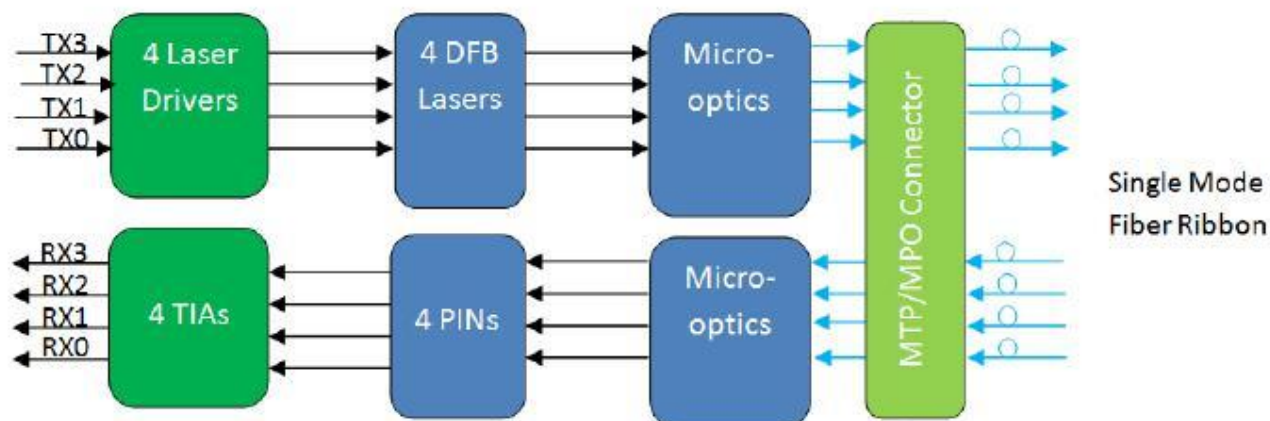 TX3
TX2
TX1
TX0
4 Laser
Drivers
4 DFB
Lasers
Micro-
optics
MTP/MPO Connector
Single Mode
Fiber Ribbon
RX3
RX2
RX1
RX0
4 TIAs
4 PINs
Micro-
optics